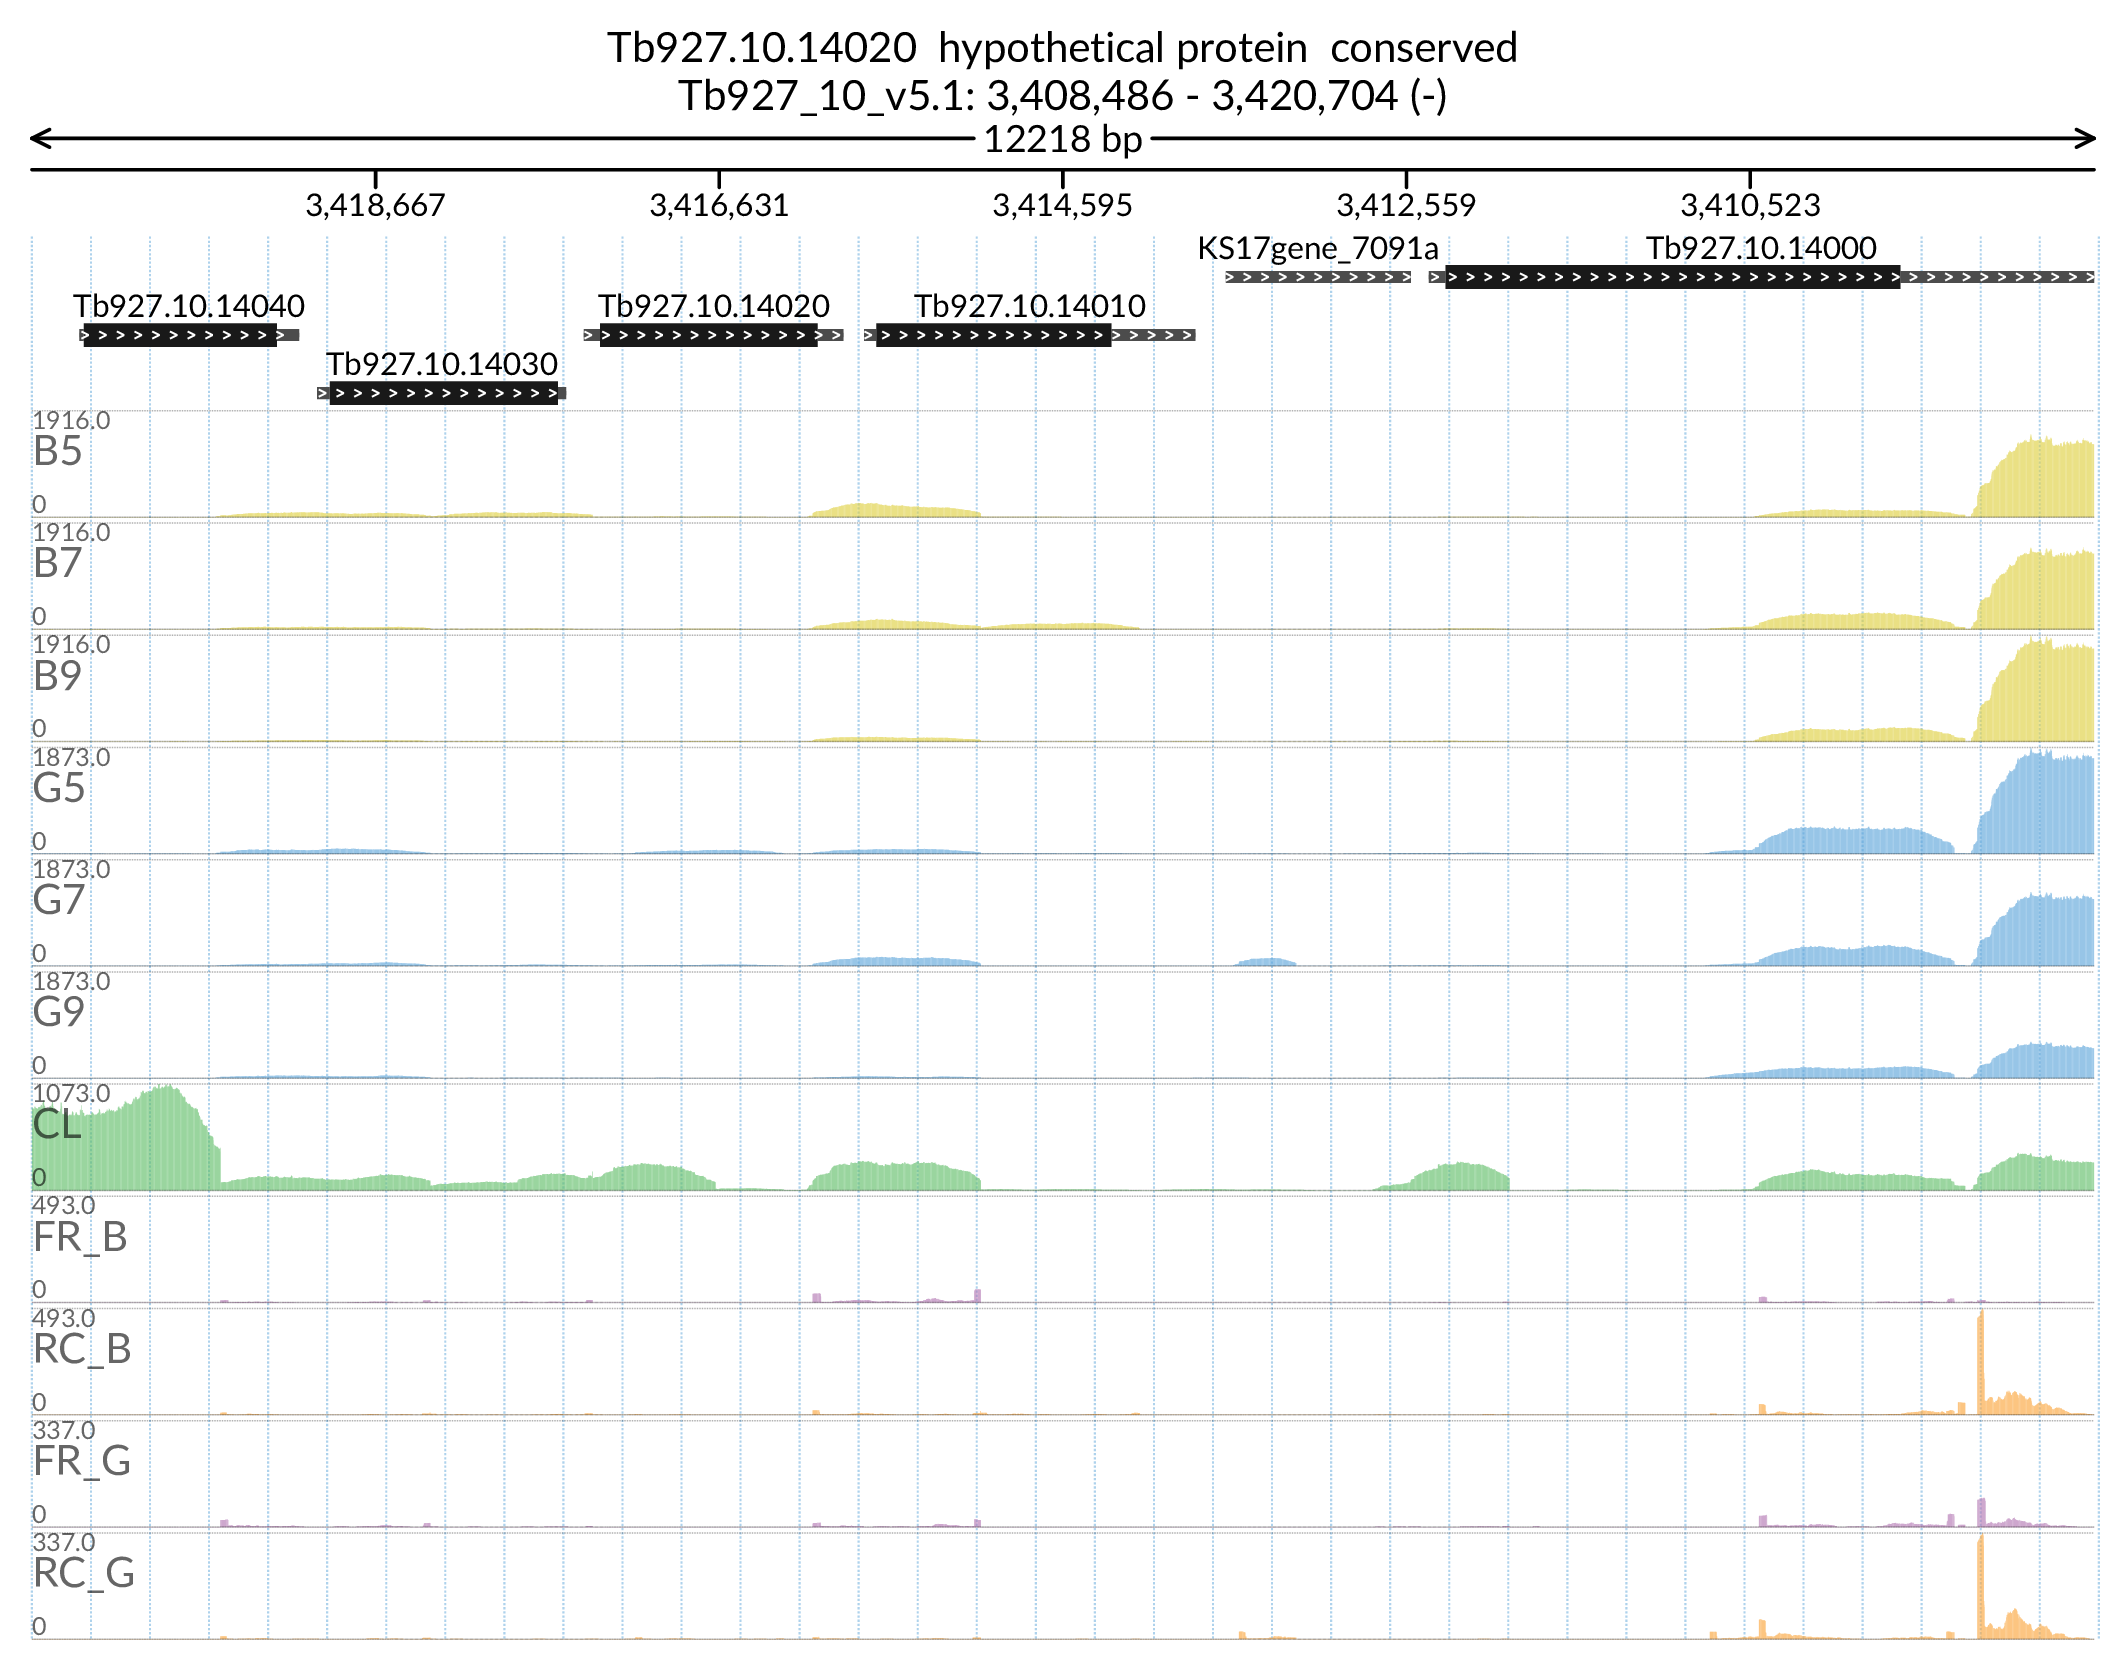 Tb927.10.14020  hypothetical protein  conserved
Tb927_10_v5.1: 3,408,486 - 3,420,704 (-)
12218 bp
3,418,667 3,416,631 3,414,595 3,412,559 3,410,523
KS17gene_7091a Tb927.10.14000
Tb927.10.14040 Tb927.10.14020 Tb927.10.14010
Tb927.10.14030
1916.0
B5
0
1916.0
B7
0
1916.0
B9
0
1873.0
G5
0
1873.0
G7
0
1873.0
G9
0
1073.0
CL
0
493.0
FR_B
0
493.0
RC_B
0
337.0
FR_G
0
337.0
RC_G
0